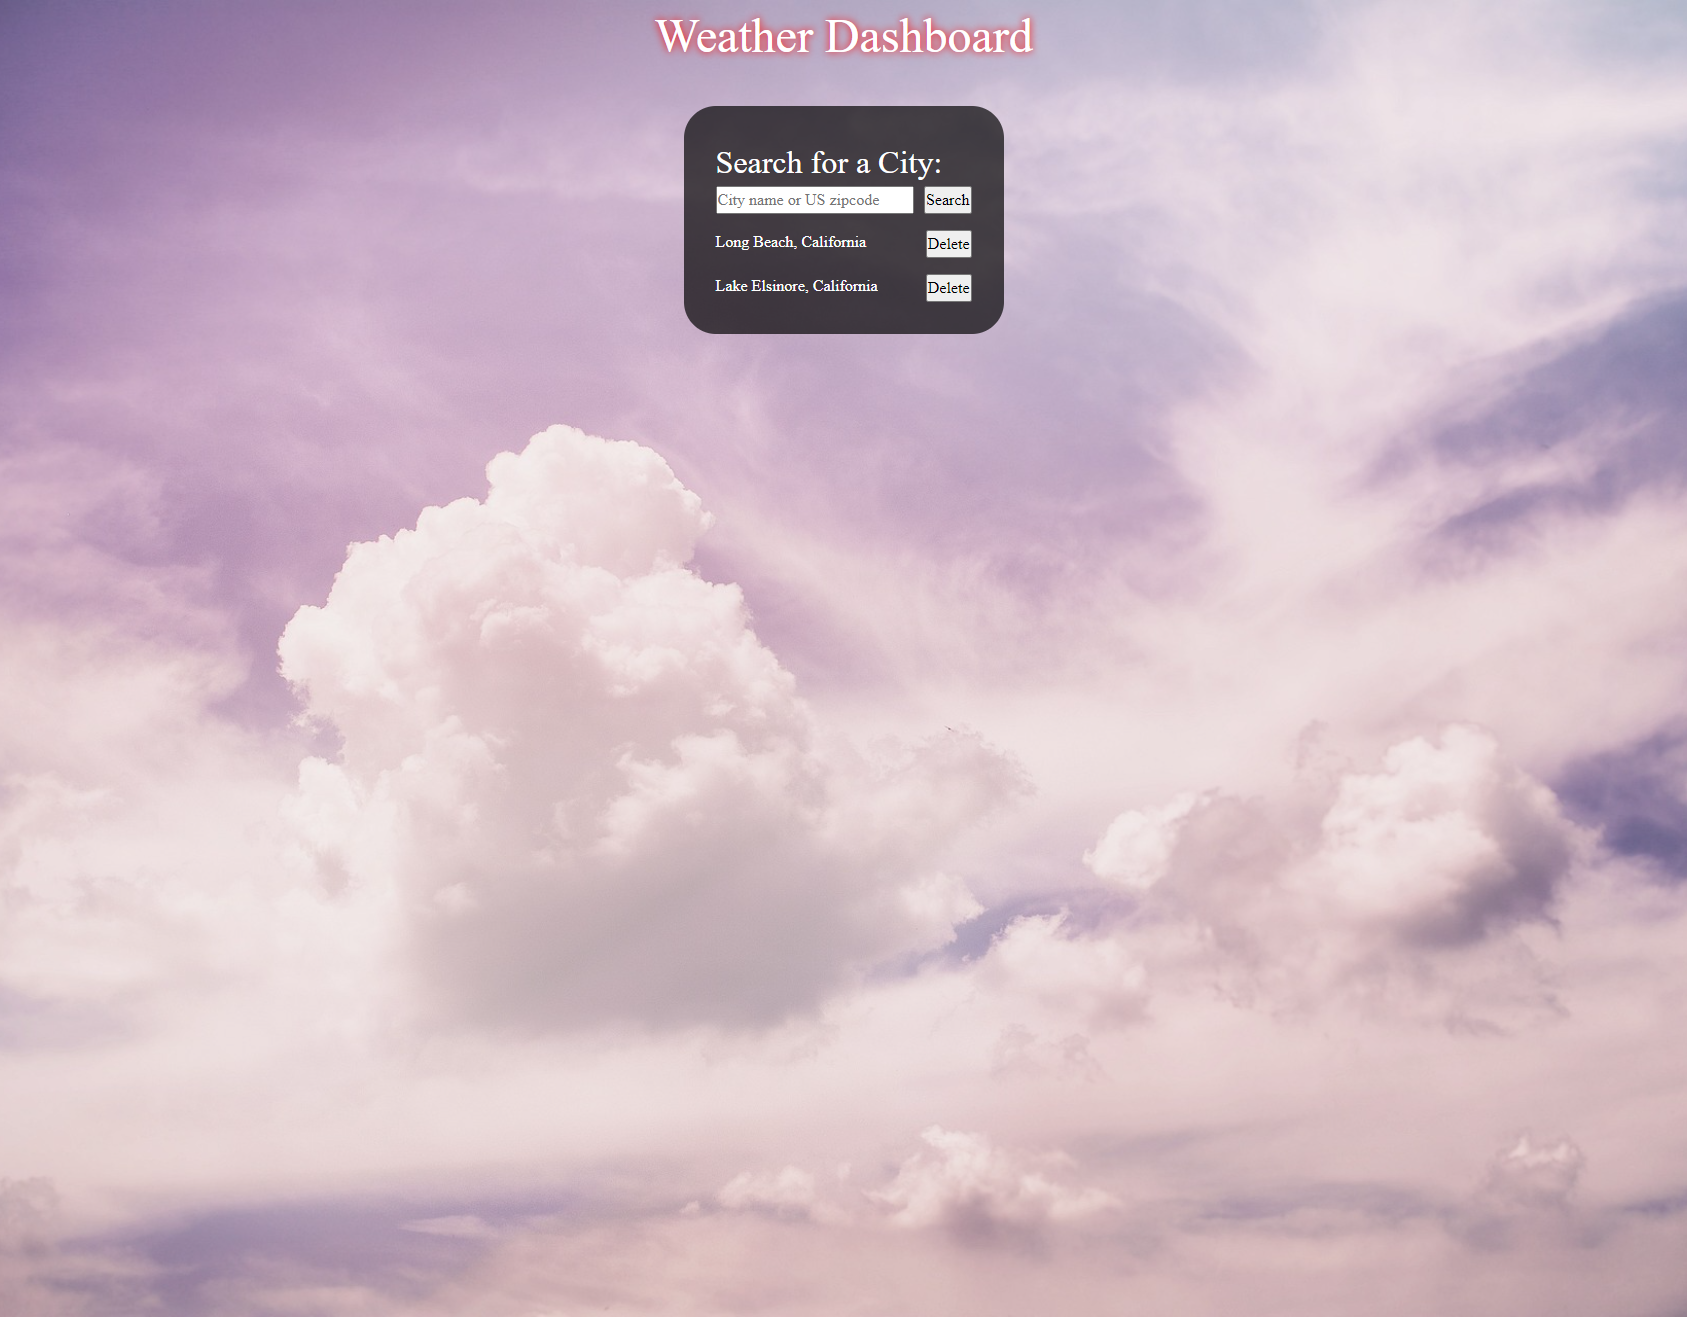 Weather Dashboard
Search for a City:
City name or US zipcode Search
Long Beach, California Delete
Lake Elsinore, California Delete